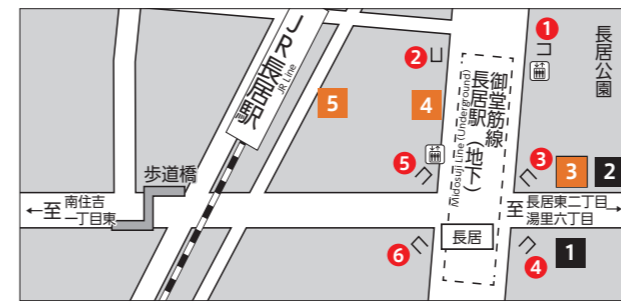 JR長居駅
JR Line
御堂筋線
長居駅（地下）
Midosuji Line (Underground)
長居公園
1
2
3
4
5
6
5
4
3
2
1
歩道橋
←至 南住吉
一丁目東
長居
至 長居東二丁目→
湯里六丁目